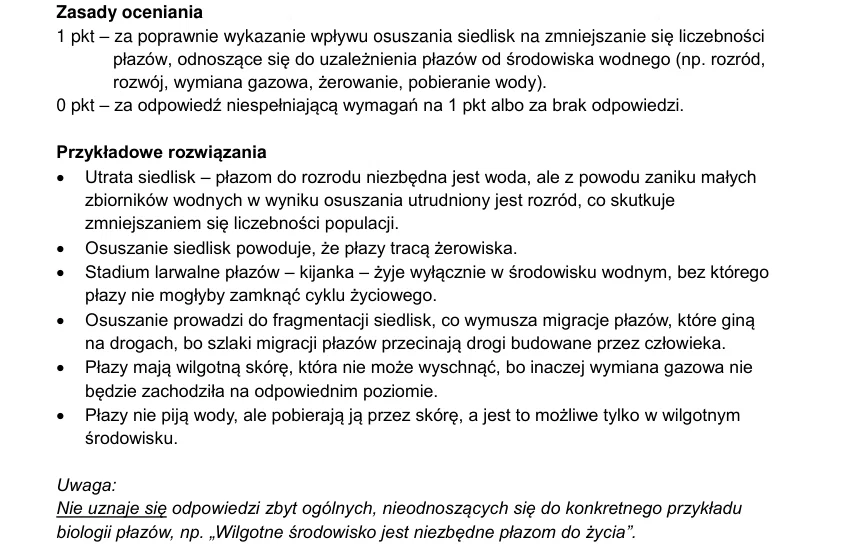 Zasady oceniania
1 pkt – za poprawnie wykazanie wpływu osuszania siedlisk na zmniejszanie się liczebności
płazów, odnoszące się do uzależnienia płazów od środowiska wodnego (np. rozród,
rozwój, wymiana gazowa, żerowanie, pobieranie wody).
0 pkt – za odpowiedź niespełniającą wymagań na 1 pkt albo za brak odpowiedzi.
Przykładowe rozwiązania
• Utrata siedlisk – płazom do rozrodu niezbędna jest woda, ale z powodu zaniku małych
zbiorników wodnych w wyniku osuszania utrudniony jest rozród, co skutkuje
zmniejszaniem się liczebności populacji.
• Osuszanie siedlisk powoduje, że płazy tracą żerowiska.
• Stadium larwalne płazów – kijanka – żyje wyłącznie w środowisku wodnym, bez którego
płazy nie mogłyby zamknąć cyklu życiowego.
• Osuszanie prowadzi do fragmentacji siedlisk, co wymusza migracje płazów, które giną
na drogach, bo szlaki migracji płazów przecinają drogi budowane przez człowieka.
• Płazy mają wilgotną skórę, która nie może wyschnąć, bo inaczej wymiana gazowa nie
będzie zachodziła na odpowiednim poziomie.
• Płazy nie piją wody, ale pobierają ją przez skórę, a jest to możliwe tylko w wilgotnym
środowisku.
Uwaga:
Nie uznaje się odpowiedzi zbyt ogólnych, nieodnoszących się do konkretnego przykładu
biologii płazów, np. „Wilgotne środowisko jest niezbędne płazom do życia”.